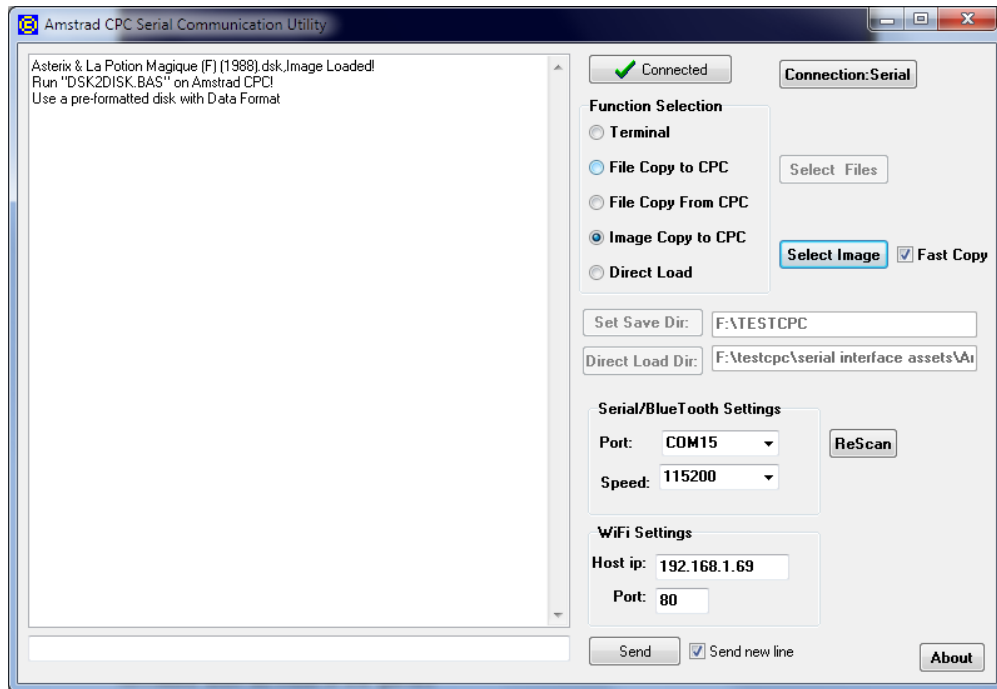 Amstrad CPC Serial Communication Utility
Asterix & La Potion Magique (F) (1988).dsk,Image Loaded!
Run "DSK2DISK.BAS" on Amstrad CPC!
Use a pre-formatted disk with Data Format
Connected
Connection:Serial
Function Selection
Terminal
File Copy to CPC
Select Files
File Copy From CPC
Image Copy to CPC
Select Image
Fast Copy
Direct Load
Set Save Dir:
F:\TESTCPC
Direct Load Dir:
F:\testcpc\serial interface assets\
Serial/BlueTooth Settings
Port:
COM15
ReScan
Speed:
115200
WiFi Settings
Host ip:
192.168.1.69
Port:
80
Send
Send new line
About